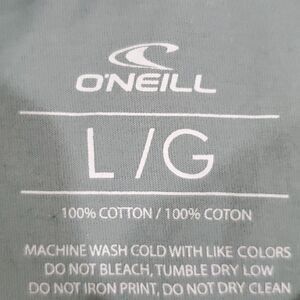 O'NEILL
L/G
100% COTTON / 100% COTON
MACHINE WASH COLD WITH LIKE COLORS
DO NOT BLEACH, TUMBLE DRY LOW
DO NOT IRON PRINT, DO NOT DRY CLEAN